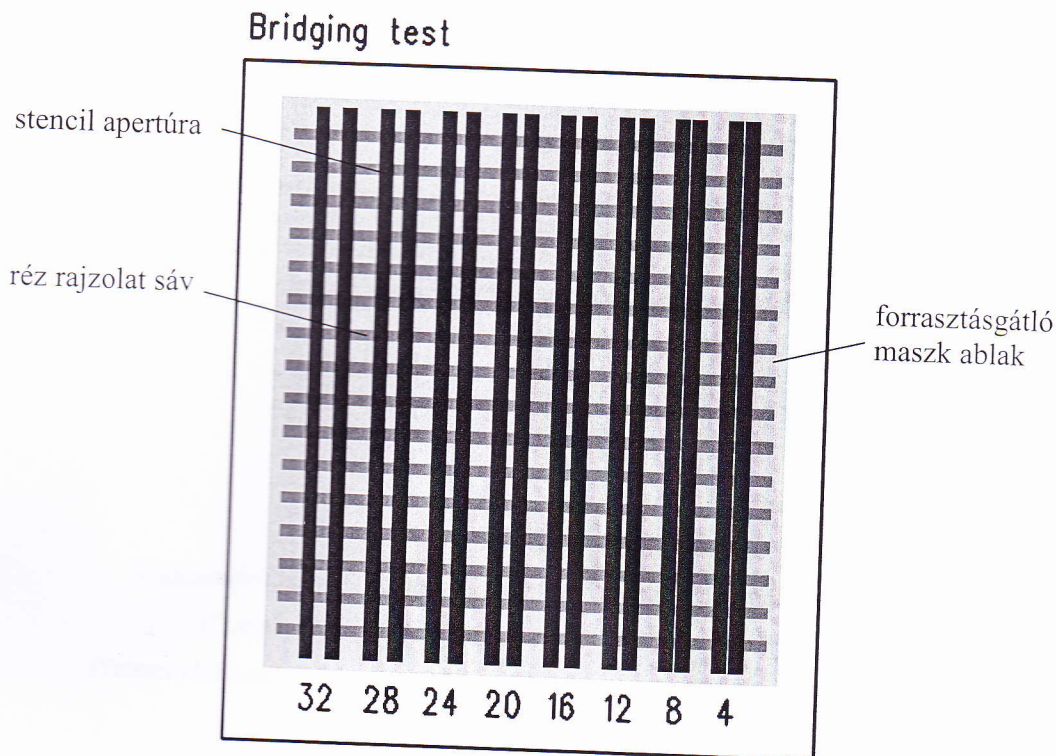 Bridging test
stencil apertúra
réz rajzolat sáv
forrasztásgátló
maszk ablak
32 28 24 20 16 12 8 4